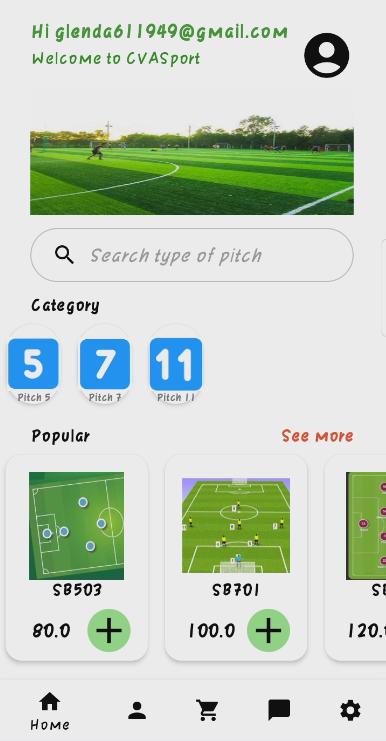 Hi glenda611949@gmail.com
Welcome to CVASport
Search type of pitch
Category
5 7 11
Pitch 5 Pitch 7 Pitch 11
Popular See more
SB503 SB701
80.0 100.0 120.
Home